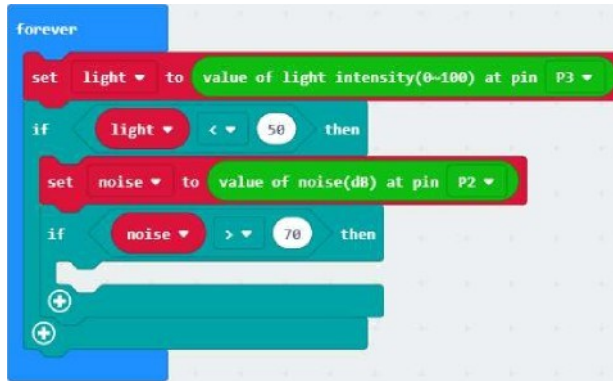 forever
set light to value of light intensity(0~100) at pin P3
if light < 50 then
set noise to value of noise(dB) at pin P2
if noise > 70 then